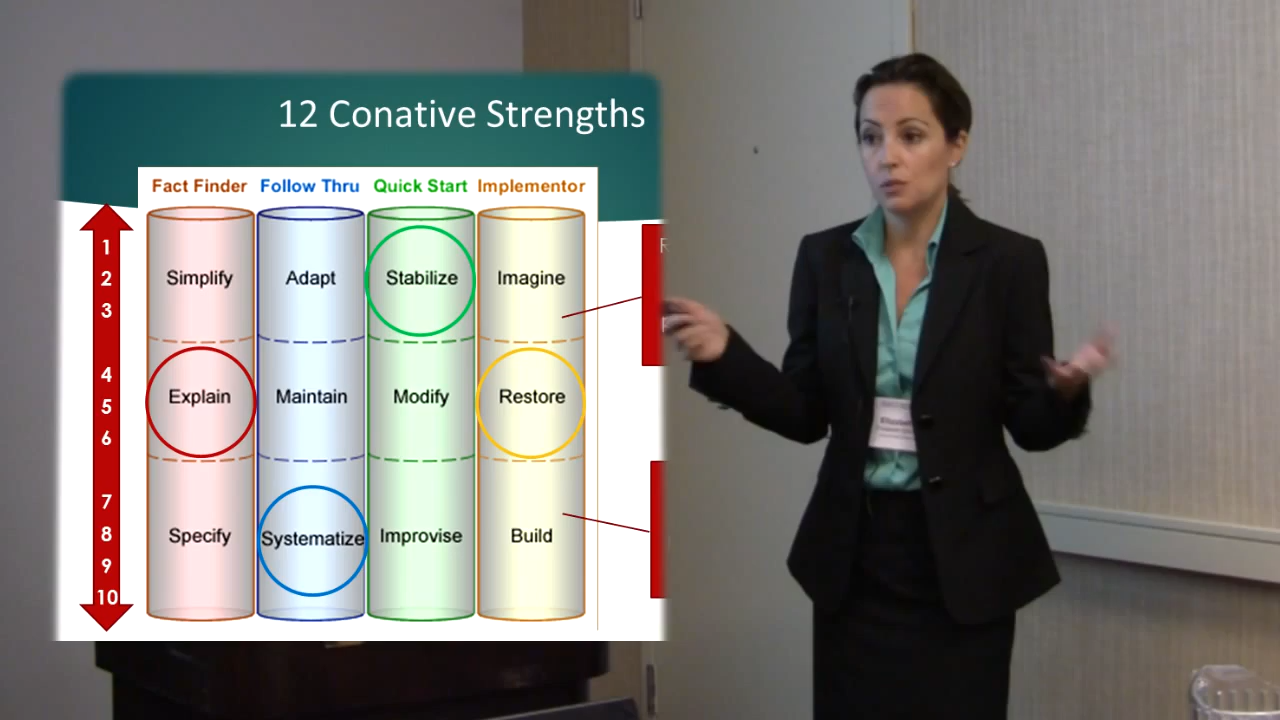 12 Conative Strengths
Fact Finder Follow Thru Quick Start Implementor
1
2
3
4
5
6
7
8
9
10
Simplify Adapt Stabilize Imagine
Explain Maintain Modify Restore
Specify Systematize Improvise Build
R